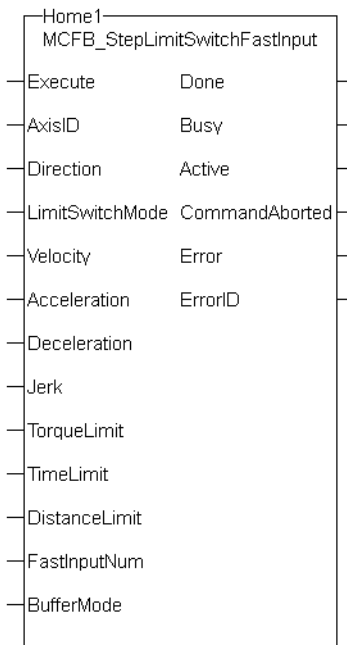 Home1
MCFB_StepLimitSwitchFastInput
Execute Done
AxisID Busy
Direction Active
LimitSwitchMode CommandAborted
Velocity Error
Acceleration ErrorID
Deceleration
Jerk
TorqueLimit
TimeLimit
DistanceLimit
FastInputNum
BufferMode